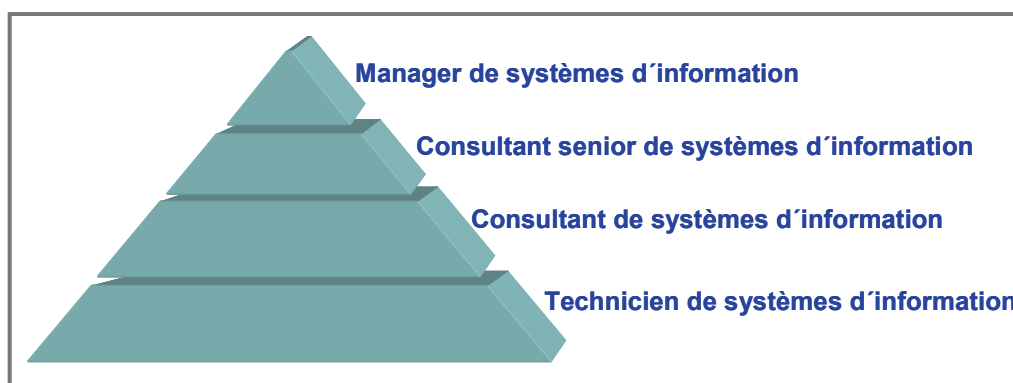 Manager de systèmes d´information
Consultant senior de systèmes d´information
Consultant de systèmes d´information
Technicien de systèmes d´information